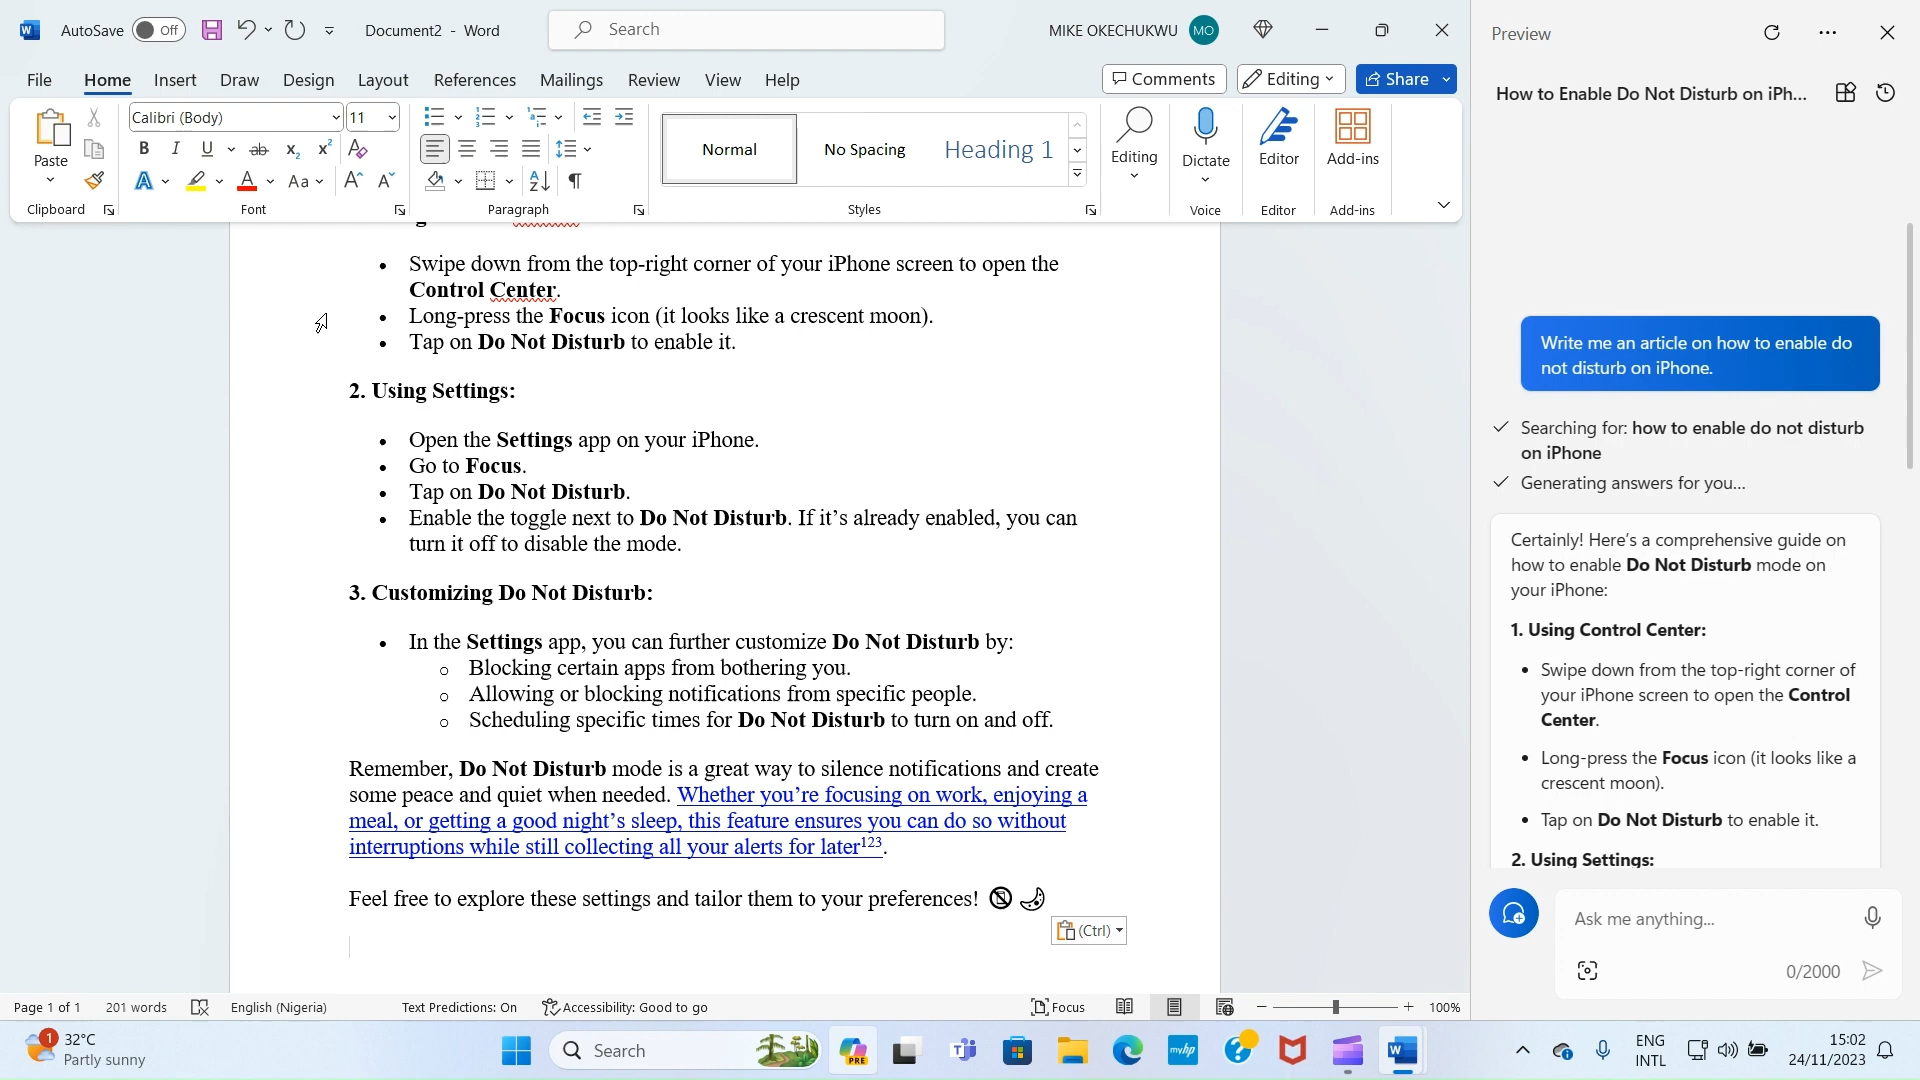 AutoSave Off Document2 - Word Search MIKE OKECHUKWU MO
File Home Insert Draw Design Layout References Mailings Review View Help Comments Editing Share
Calibri (Body) 11
Paste
Normal No Spacing Heading 1
Editing Dictate Editor Add-ins
Clipboard Font Paragraph Styles Voice Editor Add-ins
Swipe down from the top-right corner of your iPhone screen to open the
Control Center.
Long-press the Focus icon (it looks like a crescent moon).
Tap on Do Not Disturb to enable it.
2. Using Settings:
Open the Settings app on your iPhone.
Go to Focus.
Tap on Do Not Disturb.
Enable the toggle next to Do Not Disturb. If it’s already enabled, you can
turn it off to disable the mode.
3. Customizing Do Not Disturb:
In the Settings app, you can further customize Do Not Disturb by:
Blocking certain apps from bothering you.
Allowing or blocking notifications from specific people.
Scheduling specific times for Do Not Disturb to turn on and off.
Remember, Do Not Disturb mode is a great way to silence notifications and create
some peace and quiet when needed. Whether you’re focusing on work, enjoying a
meal, or getting a good night’s sleep, this feature ensures you can do so without
interruptions while still collecting all your alerts for later¹²³.
Feel free to explore these settings and tailor them to your preferences!
(Ctrl)
Page 1 of 1 201 words English (Nigeria) Text Predictions: On Accessibility: Good to go Focus 100%
Preview
How to Enable Do Not Disturb on iPh...
Write me an article on how to enable do
not disturb on iPhone.
Searching for: how to enable do not disturb
on iPhone
Generating answers for you...
Certainly! Here’s a comprehensive guide on
how to enable Do Not Disturb mode on
your iPhone:
1. Using Control Center:
Swipe down from the top-right corner of
your iPhone screen to open the Control
Center.
Long-press the Focus icon (it looks like a
crescent moon).
Tap on Do Not Disturb to enable it.
2. Using Settings:
Ask me anything...
0/2000
1 32°C
Partly sunny
Search
PRE
myhp
ENG
INTL
15:02
24/11/2023